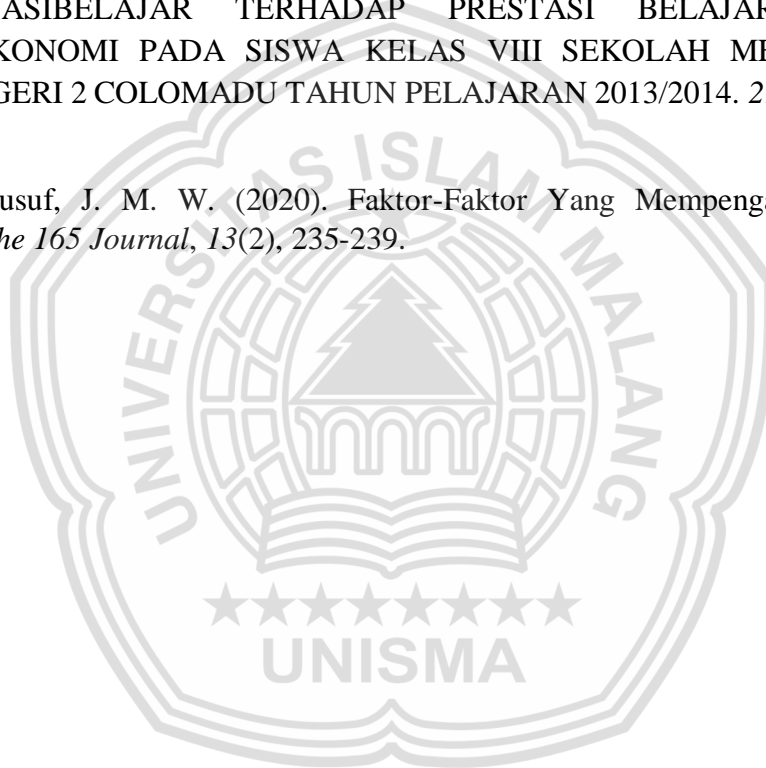 ASIBELAJAR TERHADAP PRESTASI BELAJAR
KONOMI PADA SISWA KELAS VIII SEKOLAH ME
GERI 2 COLOMADU TAHUN PELAJARAN 2013/2014. 2
usuf, J. M. W. (2020). Faktor-Faktor Yang Mempenga
he 165 Journal, 13(2), 235-239.
UNIVERSITAS ISLAM MALANG
★★★★★★★★
UNISMA